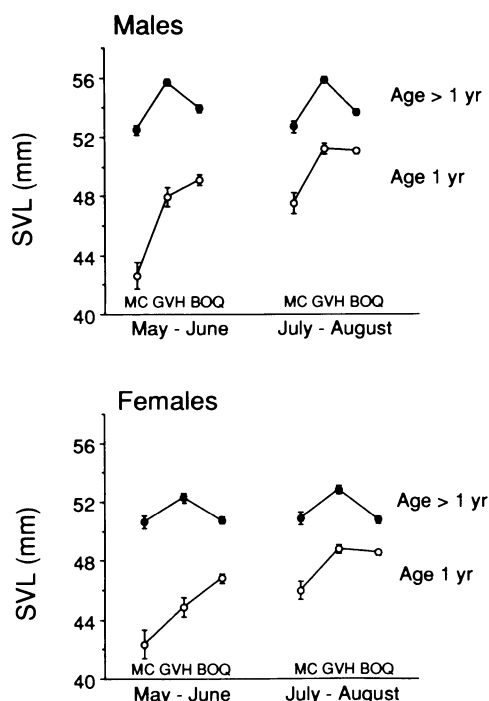 Males
56
52
48
44
40
SVL (mm)
Age > 1 yr
Age 1 yr
MC GVH BOQ MC GVH BOQ
May - June July - August
Females
56
52
48
44
40
SVL (mm)
Age > 1 yr
Age 1 yr
MC GVH BOQ MC GVH BOQ
May - June July - August